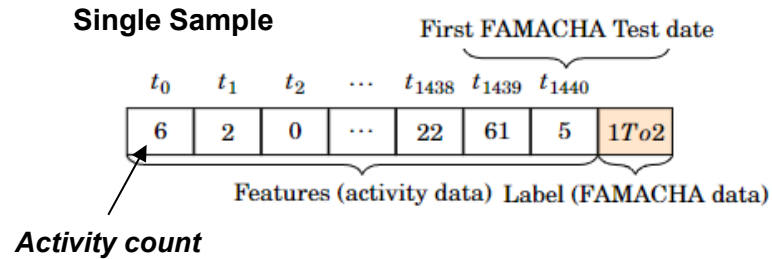 Single Sample
First FAMACHA Test date
t0 t1 t2 ... t1438 t1439 t1440
6 2 0 ... 22 61 5 1To2
Features (activity data) Label (FAMACHA data)
Activity count